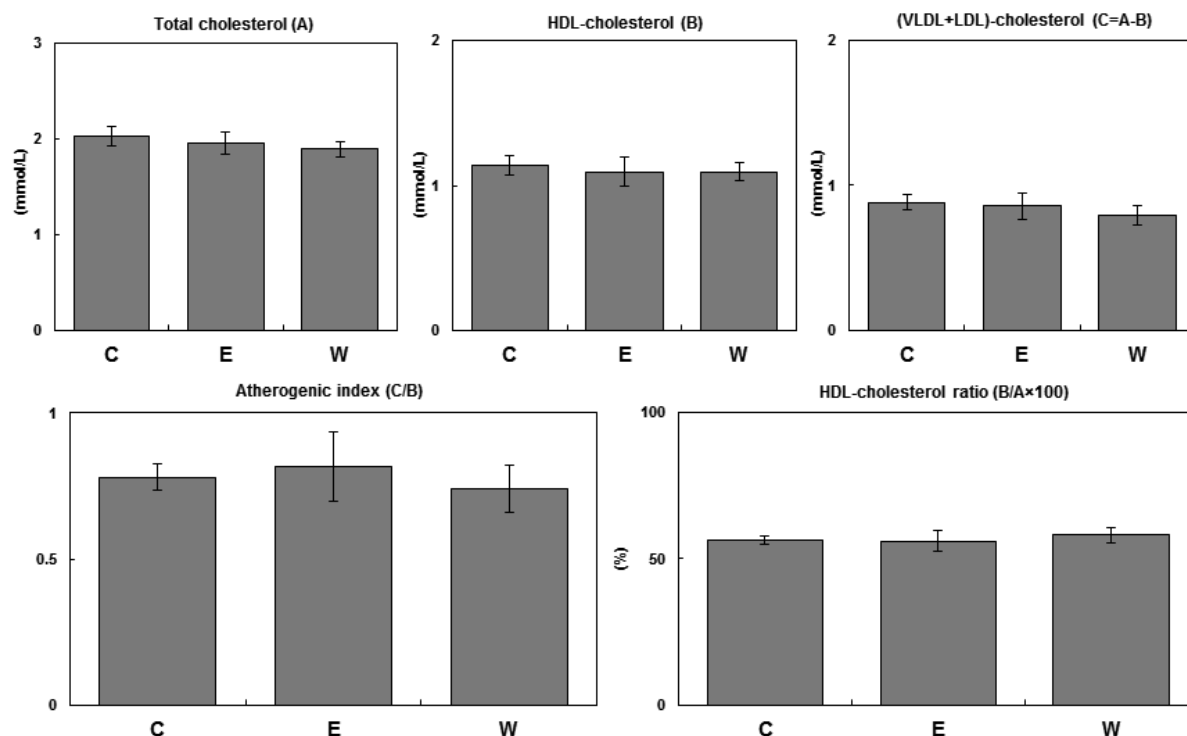 Total cholesterol (A)
3
2
1
0
(mmol/L)
C E W
HDL-cholesterol (B)
2
1
0
(mmol/L)
C E W
(VLDL+LDL)-cholesterol (C=A-B)
2
1
0
(mmol/L)
C E W
Atherogenic index (C/B)
1
0.5
0
C E W
HDL-cholesterol ratio (B/A×100)
100
50
0
(%)
C E W